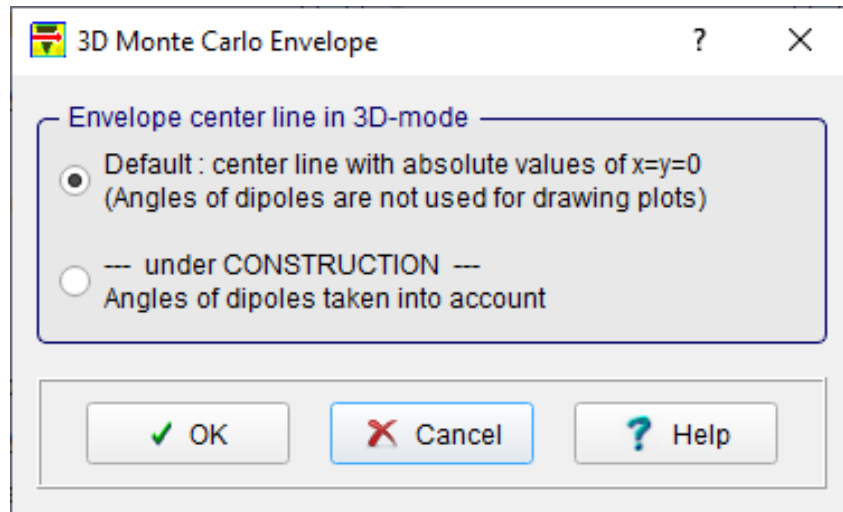 3D Monte Carlo Envelope
?
Envelope center line in 3D-mode
Default : center line with absolute values of x=y=0
(Angles of dipoles are not used for drawing plots)
--- under CONSTRUCTION ---
Angles of dipoles taken into account
OK
Cancel
? Help